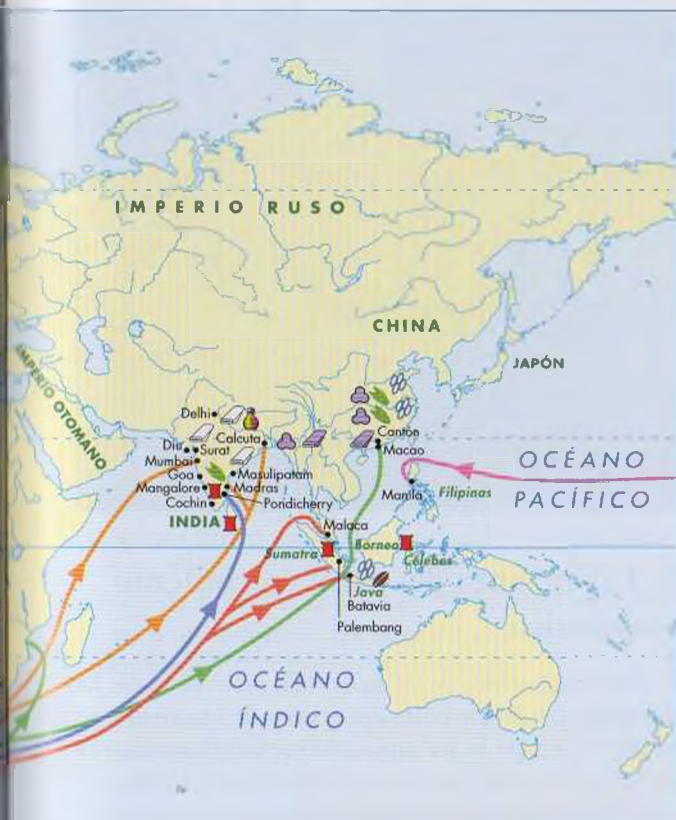 IMPERIO RUSO
CHINA
JAPÓN
IMPERIO OTOMANO
Delhi
Diu
Surat
Calcuta
Mumbai
Goa
Masulipatam
Mangalore
Madras
Cochin
Pondicherry
INDIA
Cantón
Macao
OCÉANO
PACÍFICO
Manila
Filipinas
Malaca
Sumatra
Borneo
Célebes
Java
Batavia
Palembang
OCÉANO
ÍNDICO